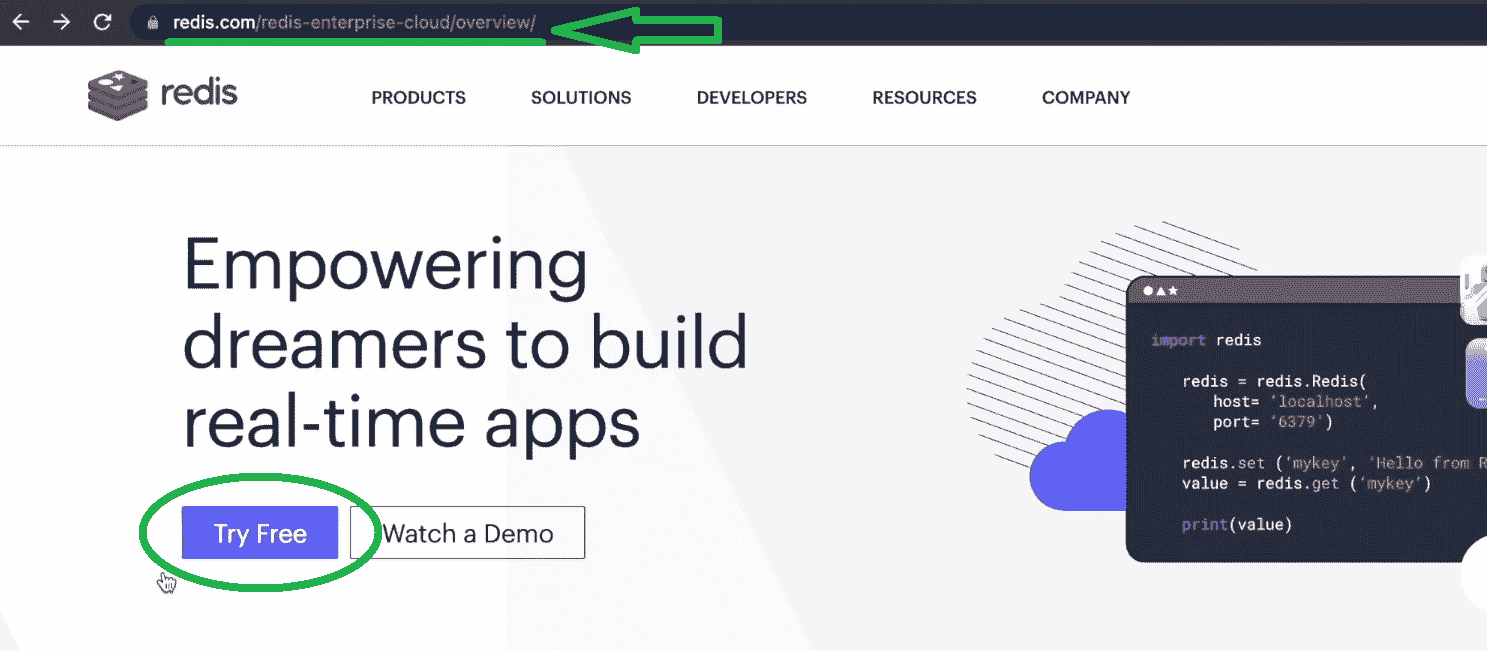 redis.com/redis-enterprise-cloud/overview/
redis
PRODUCTS SOLUTIONS DEVELOPERS RESOURCES COMPANY
Empowering
dreamers to build
real-time apps
Try Free Watch a Demo
import redis
redis = redis.Redis(
host= ‘localhost’,
port= ‘6379’)
redis.set (‘mykey’, ‘Hello from
value = redis.get (‘mykey’)
print(value)